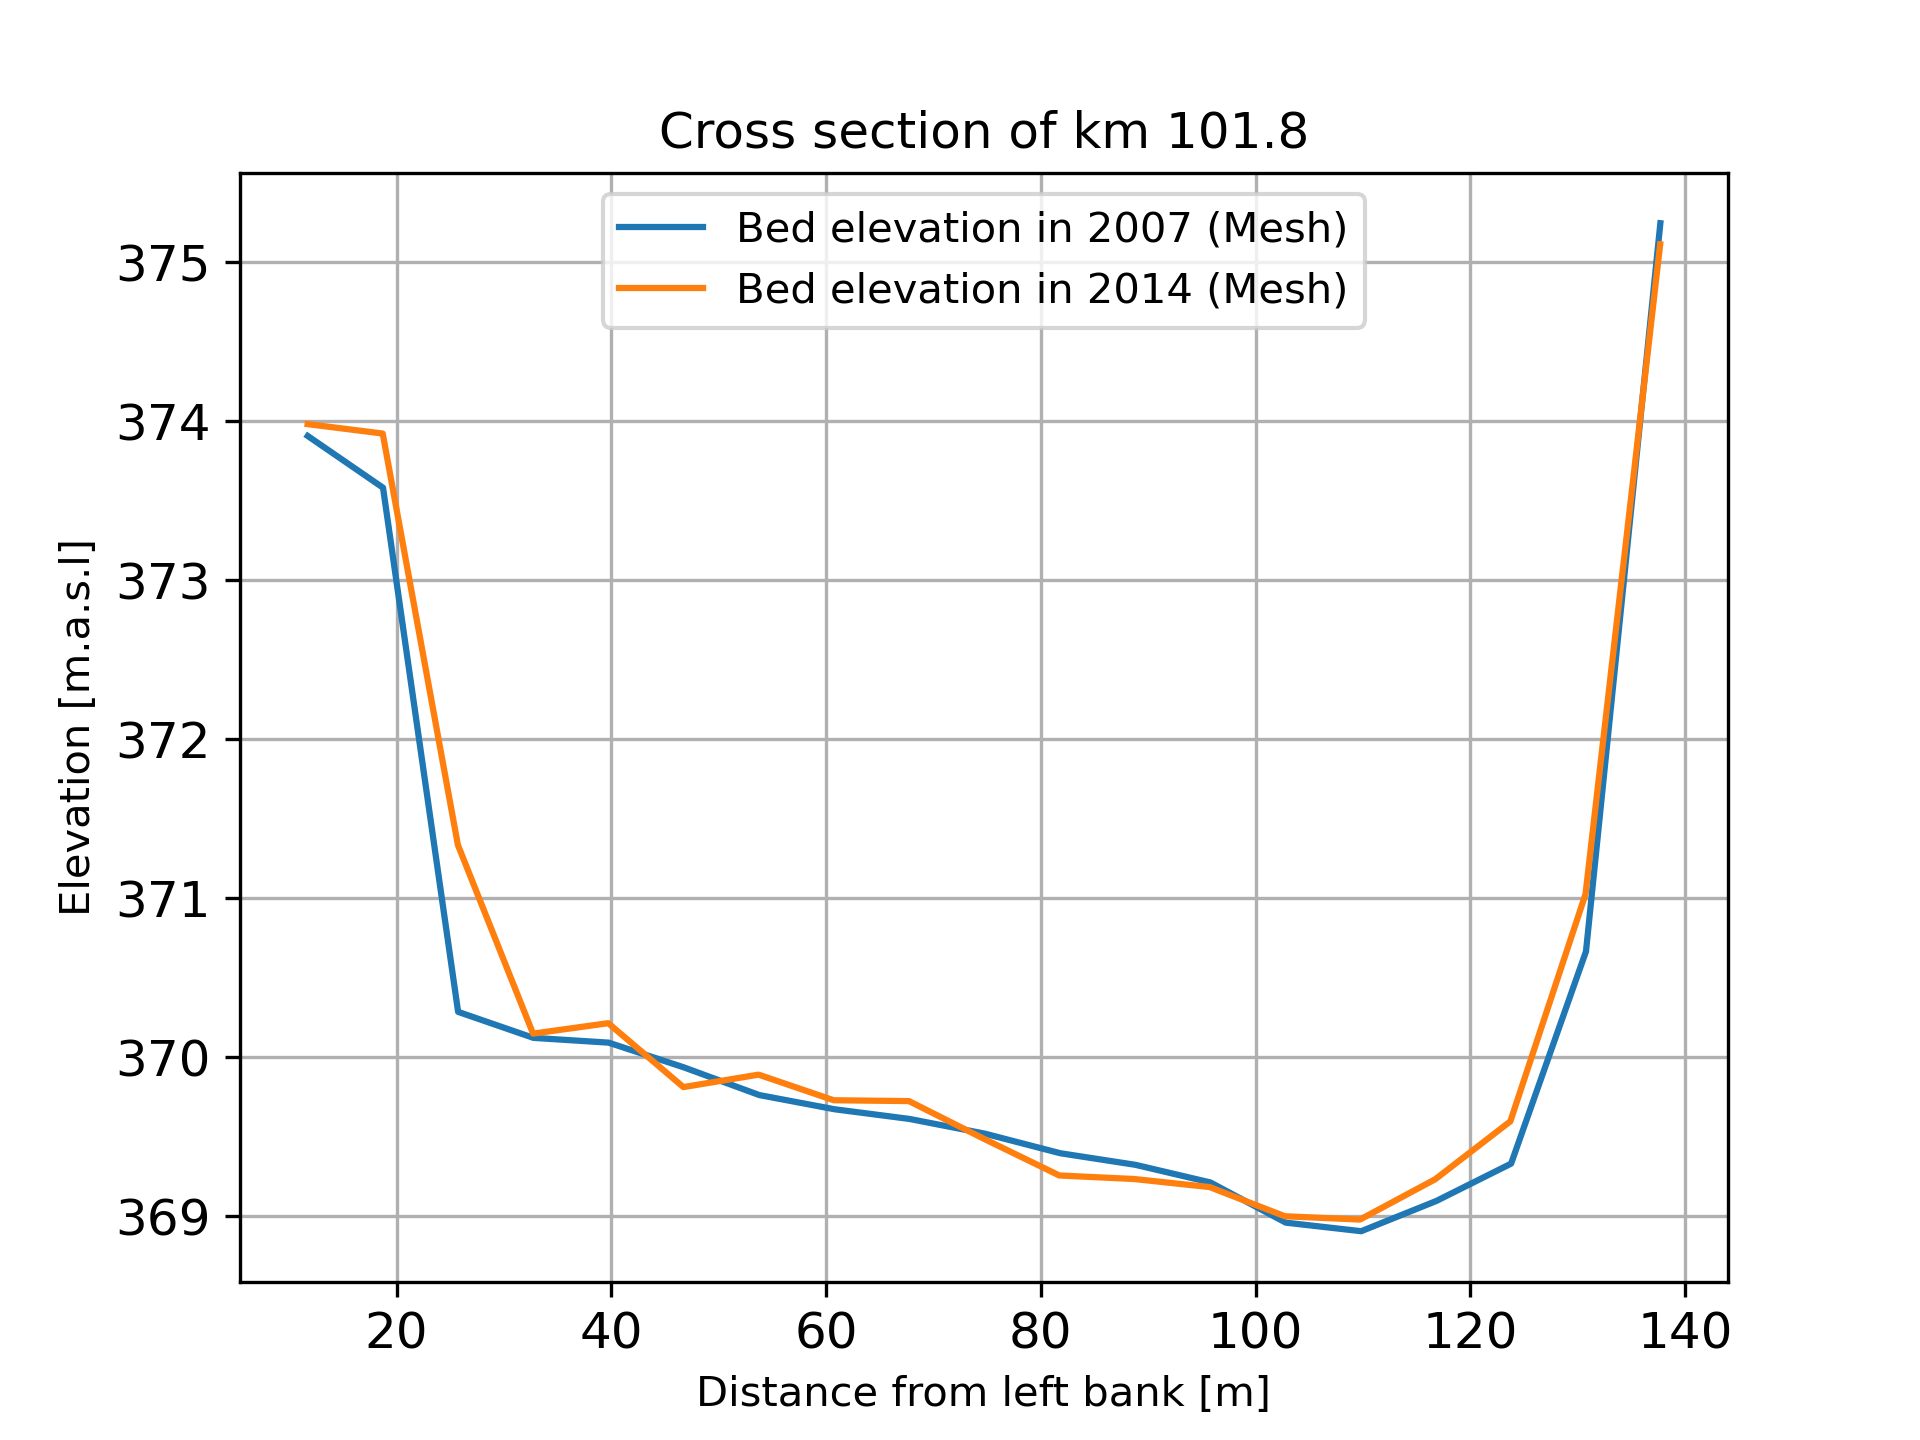 Cross section of km 101.8
Bed elevation in 2007 (Mesh)
Bed elevation in 2014 (Mesh)
Elevation [m.a.s.l]
375
374
373
372
371
370
369
20 40 60 80 100 120 140
Distance from left bank [m]